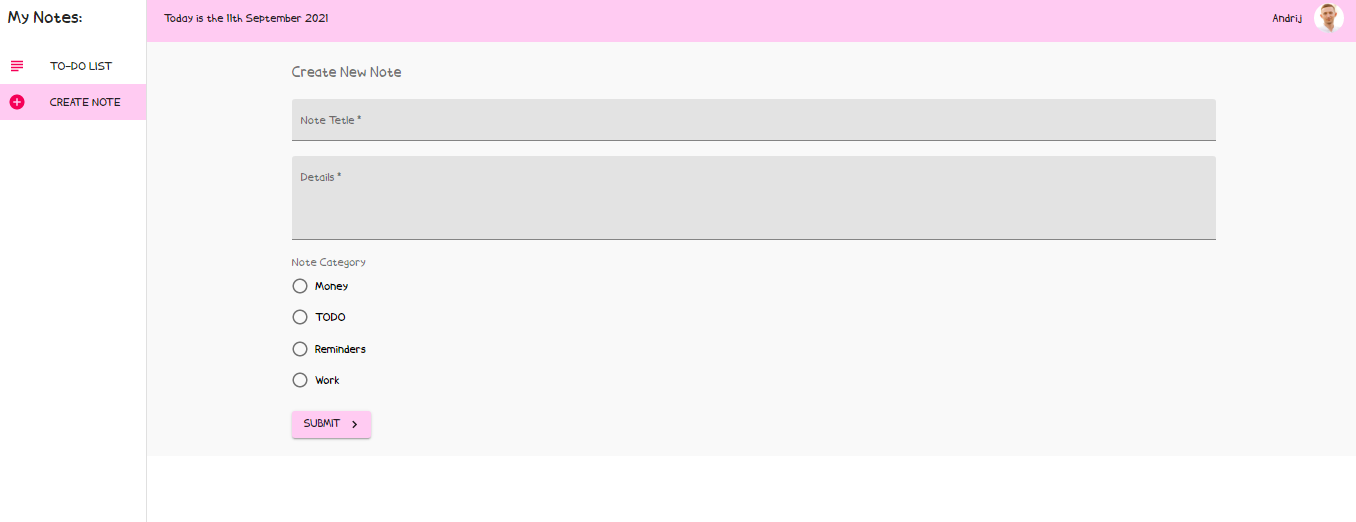 My Notes:
TO-DO LIST
CREATE NOTE
Today is the 11th September 2021
Andrij
Create New Note
Note Title *
Details *
Note Category
Money
TODO
Reminders
Work
SUBMIT